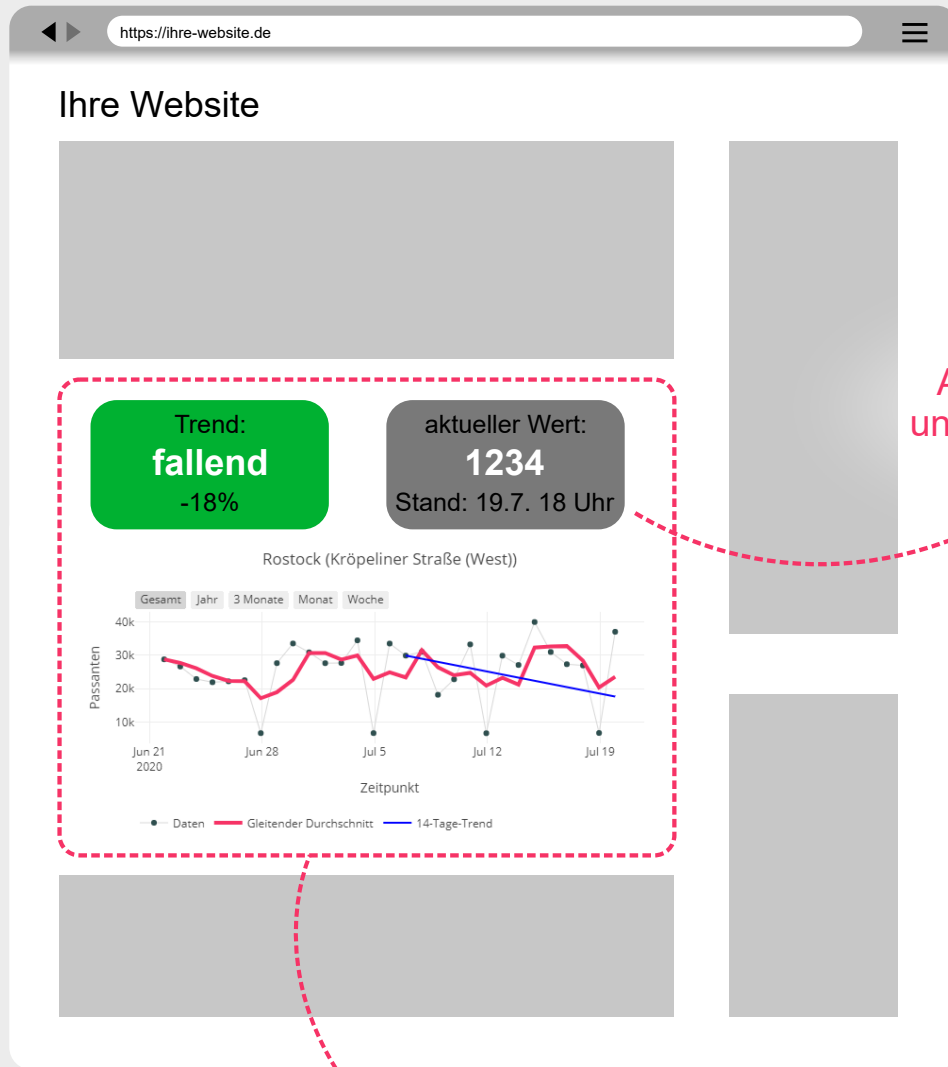 https://ihre-website.de
Ihre Website
Trend:
fallend
-18%
aktueller Wert:
1234
Stand: 19.7. 18 Uhr
Rostock (Kröpeliner Straße (West))
Gesamt Jahr 3 Monate Monat Woche
40k
30k
20k
10k
Passanten
Jun 21 Jun 28 Jul 5 Jul 12 Jul 19
2020
Zeitpunkt
Daten Gleitender Durchschnitt 14-Tage-Trend